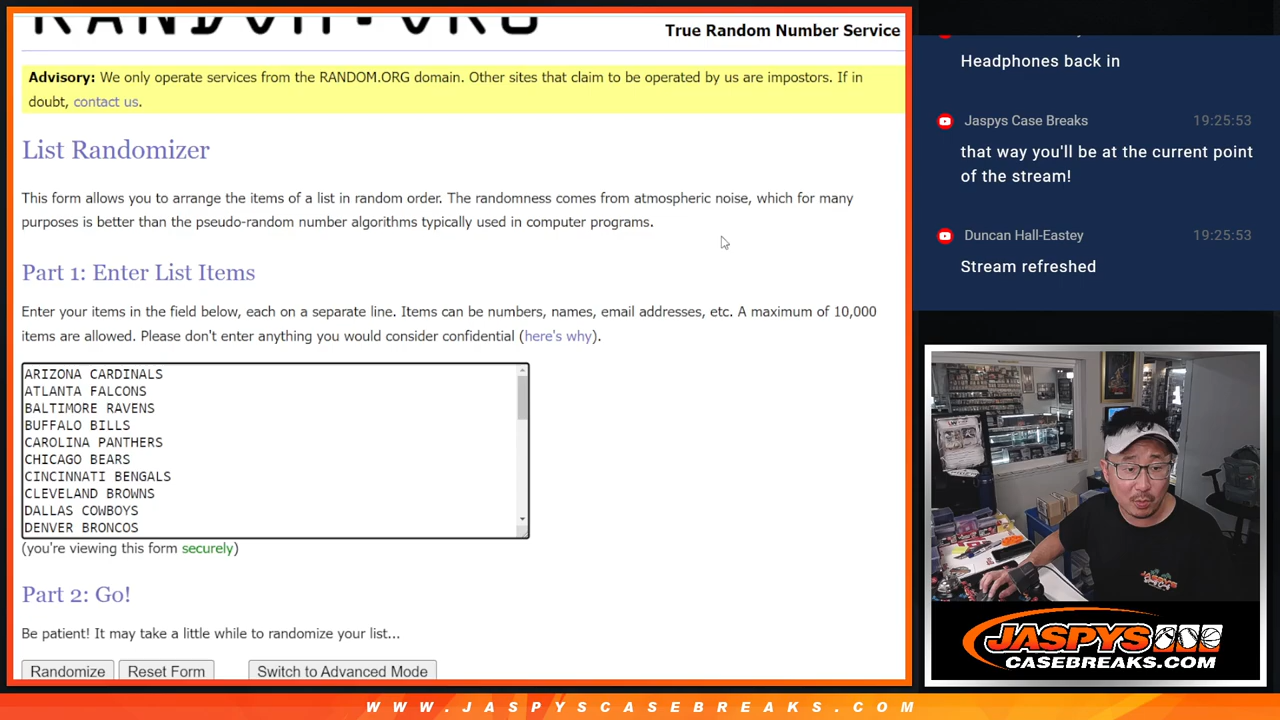 RANDOM.ORG
True Random Number Service
Advisory: We only operate services from the RANDOM.ORG domain. Other sites that claim to be operated by us are impostors. If in
doubt, contact us.
List Randomizer
This form allows you to arrange the items of a list in random order. The randomness comes from atmospheric noise, which for many
purposes is better than the pseudo-random number algorithms typically used in computer programs.
Part 1: Enter List Items
Enter your items in the field below, each on a separate line. Items can be numbers, names, email addresses, etc. A maximum of 10,000
items are allowed. Please don't enter anything you would consider confidential (here's why).
ARIZONA CARDINALS
ATLANTA FALCONS
BALTIMORE RAVENS
BUFFALO BILLS
CAROLINA PANTHERS
CHICAGO BEARS
CINCINNATI BENGALS
CLEVELAND BROWNS
DALLAS COWBOYS
DENVER BRONCOS
(you're viewing this form securely)
Part 2: Go!
Be patient! It may take a little while to randomize your list...
Randomize Reset Form Switch to Advanced Mode
Headphones back in
Jaspys Case Breaks 19:25:53
that way you'll be at the current point
of the stream!
Duncan Hall-Eastey 19:25:53
Stream refreshed
JASPYS
CASEBREAKS.COM
WWW.JASPYSCASEBREAKS.COM